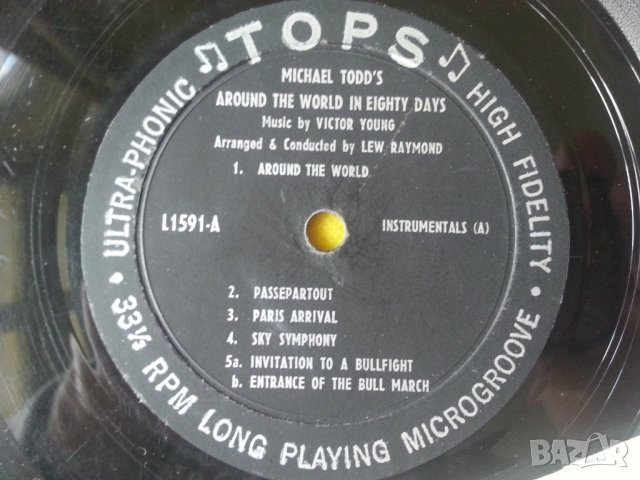 ♫ TOPS ♫
ULTRA-PHONIC
HIGH FIDELITY
33⅓ RPM LONG PLAYING MICROGROOVE
MICHAEL TODD'S
AROUND THE WORLD IN EIGHTY DAYS
Music by VICTOR YOUNG
Arranged & Conducted by LEW RAYMOND
1. AROUND THE WORLD
L1591-A
INSTRUMENTALS (A)
2. PASSEPARTOUT
3. PARIS ARRIVAL
4. SKY SYMPHONY
5a. INVITATION TO A BULLFIGHT
b. ENTRANCE OF THE BULL MARCH
BAZAR